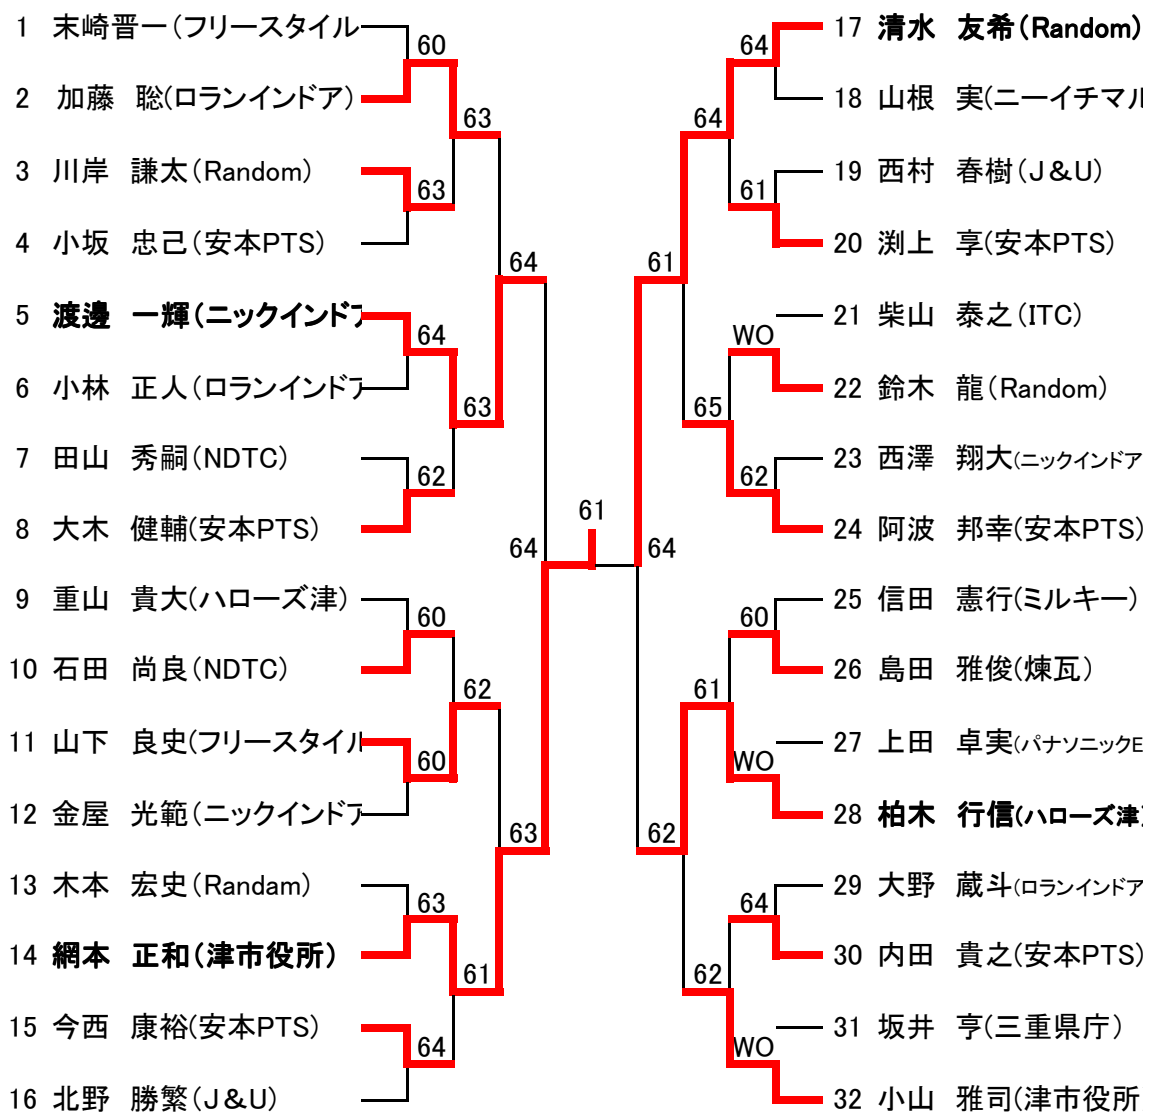 1 末崎晋一(フリースタイル
2 加藤 聡(ロランインドア)
3 川岸 謙太(Random)
4 小坂 忠己(安本PTS)
5 渡邊 一輝(ニックインドア
6 小林 正人(ロランインドア
7 田山 秀嗣(NDTC)
8 大木 健輔(安本PTS)
9 重山 貴大(ハローズ津)
10 石田 尚良(NDTC)
11 山下 良史(フリースタイル
12 金屋 光範(ニックインドア
13 木本 宏史(Randam)
14 網本 正和(津市役所)
15 今西 康裕(安本PTS)
16 北野 勝繁(J&U)
60
63
64
62
60
60
63
64
63
63
62
61
64
63
64
61
64
61
62
64
65
61
62
64
61
WO
62
60
WO
64
WO
17 清水 友希(Random)
18 山根 実(ニーイチマル
19 西村 春樹(J&U)
20 渕上 享(安本PTS)
21 柴山 泰之(ITC)
22 鈴木 龍(Random)
23 西澤 翔大(ニックインドア
24 阿波 邦幸(安本PTS)
25 信田 憲行(ミルキー)
26 島田 雅俊(煉瓦)
27 上田 卓実(パナソニックE
28 柏木 行信(ハローズ津)
29 大野 蔵斗(ロランインドア
30 内田 貴之(安本PTS)
31 坂井 亨(三重県庁)
32 小山 雅司(津市役所